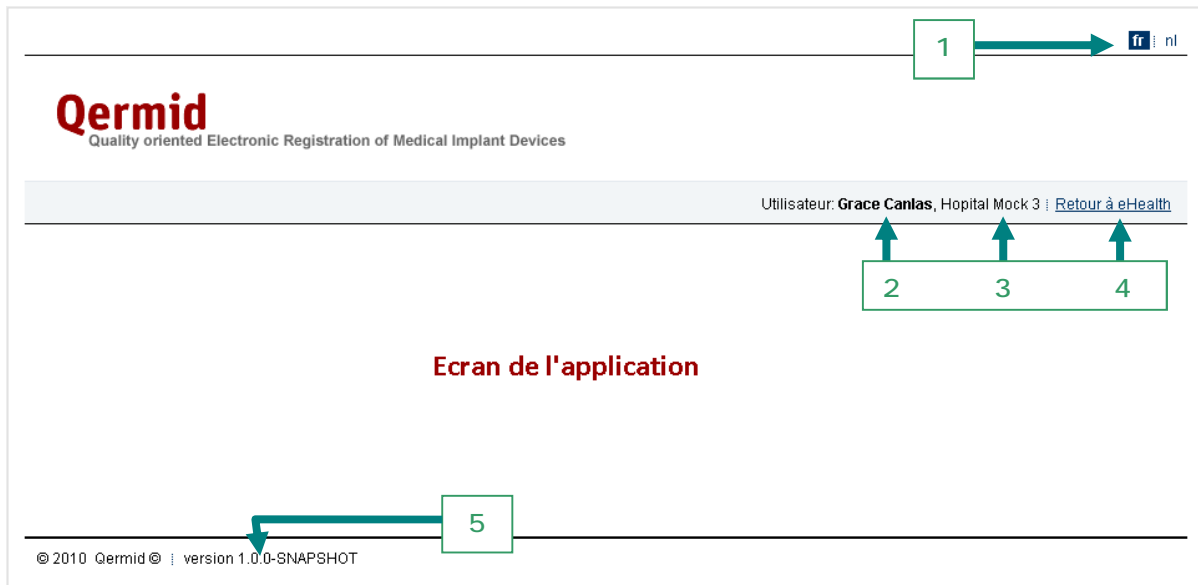 1
fr nl
Qermid
Quality oriented Electronic Registration of Medical Implant Devices
Utilisateur: Grace Canlas, Hopital Mock 3 Retour à eHealth
2 3 4
Ecran de l'application
5
© 2010 Qermid © version 1.0.0-SNAPSHOT